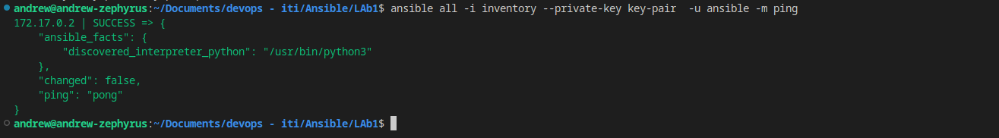 andrew@andrew-zephyrus:~/Documents/devops - iti/Ansible/LAb1$ ansible all -i inventory --private-key key-pair  -u ansible -m ping
172.17.0.2 | SUCCESS => {
    "ansible_facts": {
        "discovered_interpreter_python": "/usr/bin/python3"
    },
    "changed": false,
    "ping": "pong"
}
andrew@andrew-zephyrus:~/Documents/devops - iti/Ansible/LAb1$